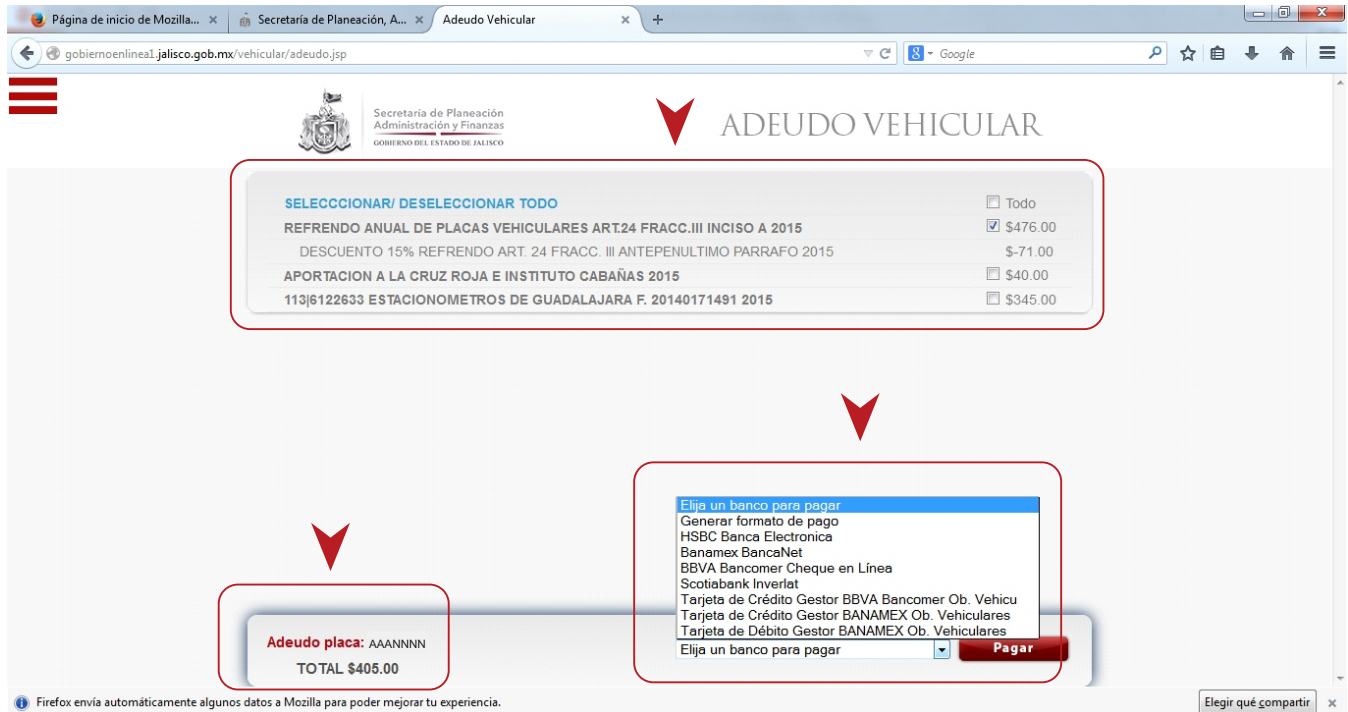 Página de inicio de Mozilla...
Secretaría de Planeación, A...
Adeudo Vehicular
gobiernoenlinea1.jalisco.gob.mx/vehicular/adeudo.jsp
8
Google
Secretaría de Planeación
Administración y Finanzas
GOBIERNO DEL ESTADO DE JALISCO
ADEUDO VEHICULAR
SELECCCIONAR/ DESELECCIONAR TODO
Todo
REFRENDO ANUAL DE PLACAS VEHICULARES ART.24 FRACC.III INCISO A 2015
$476.00
DESCUENTO 15% REFRENDO ART. 24 FRACC. III ANTEPENULTIMO PARRAFO 2015
$-71.00
APORTACION A LA CRUZ ROJA E INSTITUTO CABAÑAS 2015
$40.00
113|6122633 ESTACIONOMETROS DE GUADALAJARA F. 20140171491 2015
$345.00
Elija un banco para pagar
Generar formato de pago
HSBC Banca Electronica
Banamex BancaNet
BBVA Bancomer Cheque en Línea
Scotiabank Inverlat
Tarjeta de Crédito Gestor BBVA Bancomer Ob. Vehicu
Tarjeta de Crédito Gestor BANAMEX Ob. Vehiculares
Tarjeta de Débito Gestor BANAMEX Ob. Vehiculares
Elija un banco para pagar
Pagar
Adeudo placa: AAANNNN
TOTAL $405.00
Firefox envía automáticamente algunos datos a Mozilla para poder mejorar tu experiencia.
Elegir qué compartir